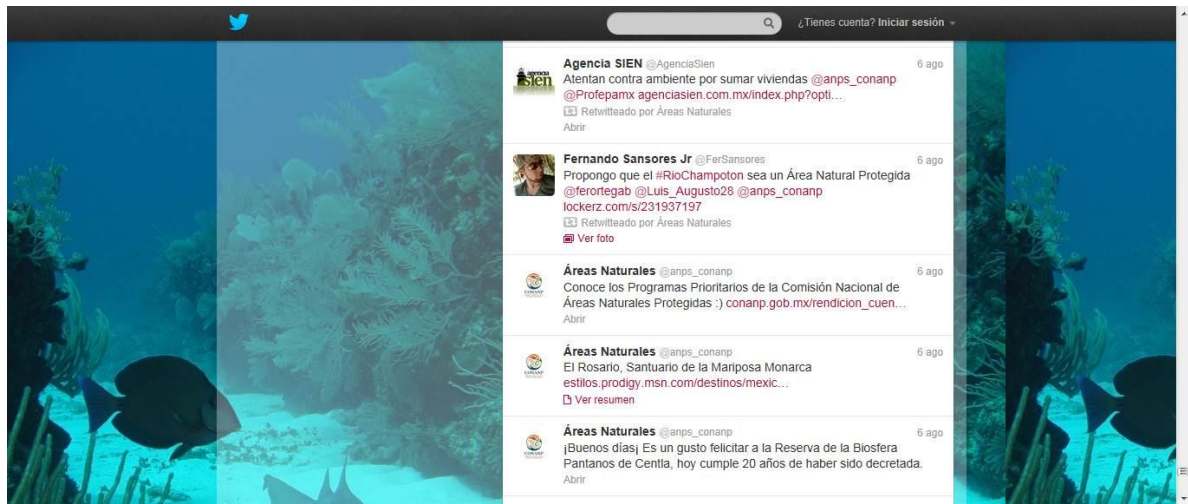 ¿Tienes cuenta? Iniciar sesión
agencia
sien
Agencia SIEN @AgenciaSien 6 ago
Atentan contra ambiente por sumar viviendas @anps_conanp
@Profepamx agenciasien.com.mx/index.php?opti...
Retwitteado por Áreas Naturales
Abrir
Fernando Sansores Jr @FerSansores 6 ago
Propongo que el #RioChampoton sea un Área Natural Protegida
@ferortegab @Luis_Augusto28 @anps_conanp
lockerz.com/s/231937197
Retwitteado por Áreas Naturales
Ver foto
CONANP
Áreas Naturales @anps_conanp 6 ago
Conoce los Programas Prioritarios de la Comisión Nacional de
Áreas Naturales Protegidas :) conanp.gob.mx/rendicion_cuen...
Abrir
CONANP
Áreas Naturales @anps_conanp 6 ago
El Rosario, Santuario de la Mariposa Monarca
estilos.prodigy.msn.com/destinos/mexic...
Ver resumen
CONANP
Áreas Naturales @anps_conanp 6 ago
¡Buenos días¡ Es un gusto felicitar a la Reserva de la Biosfera
Pantanos de Centla, hoy cumple 20 años de haber sido decretada.
Abrir